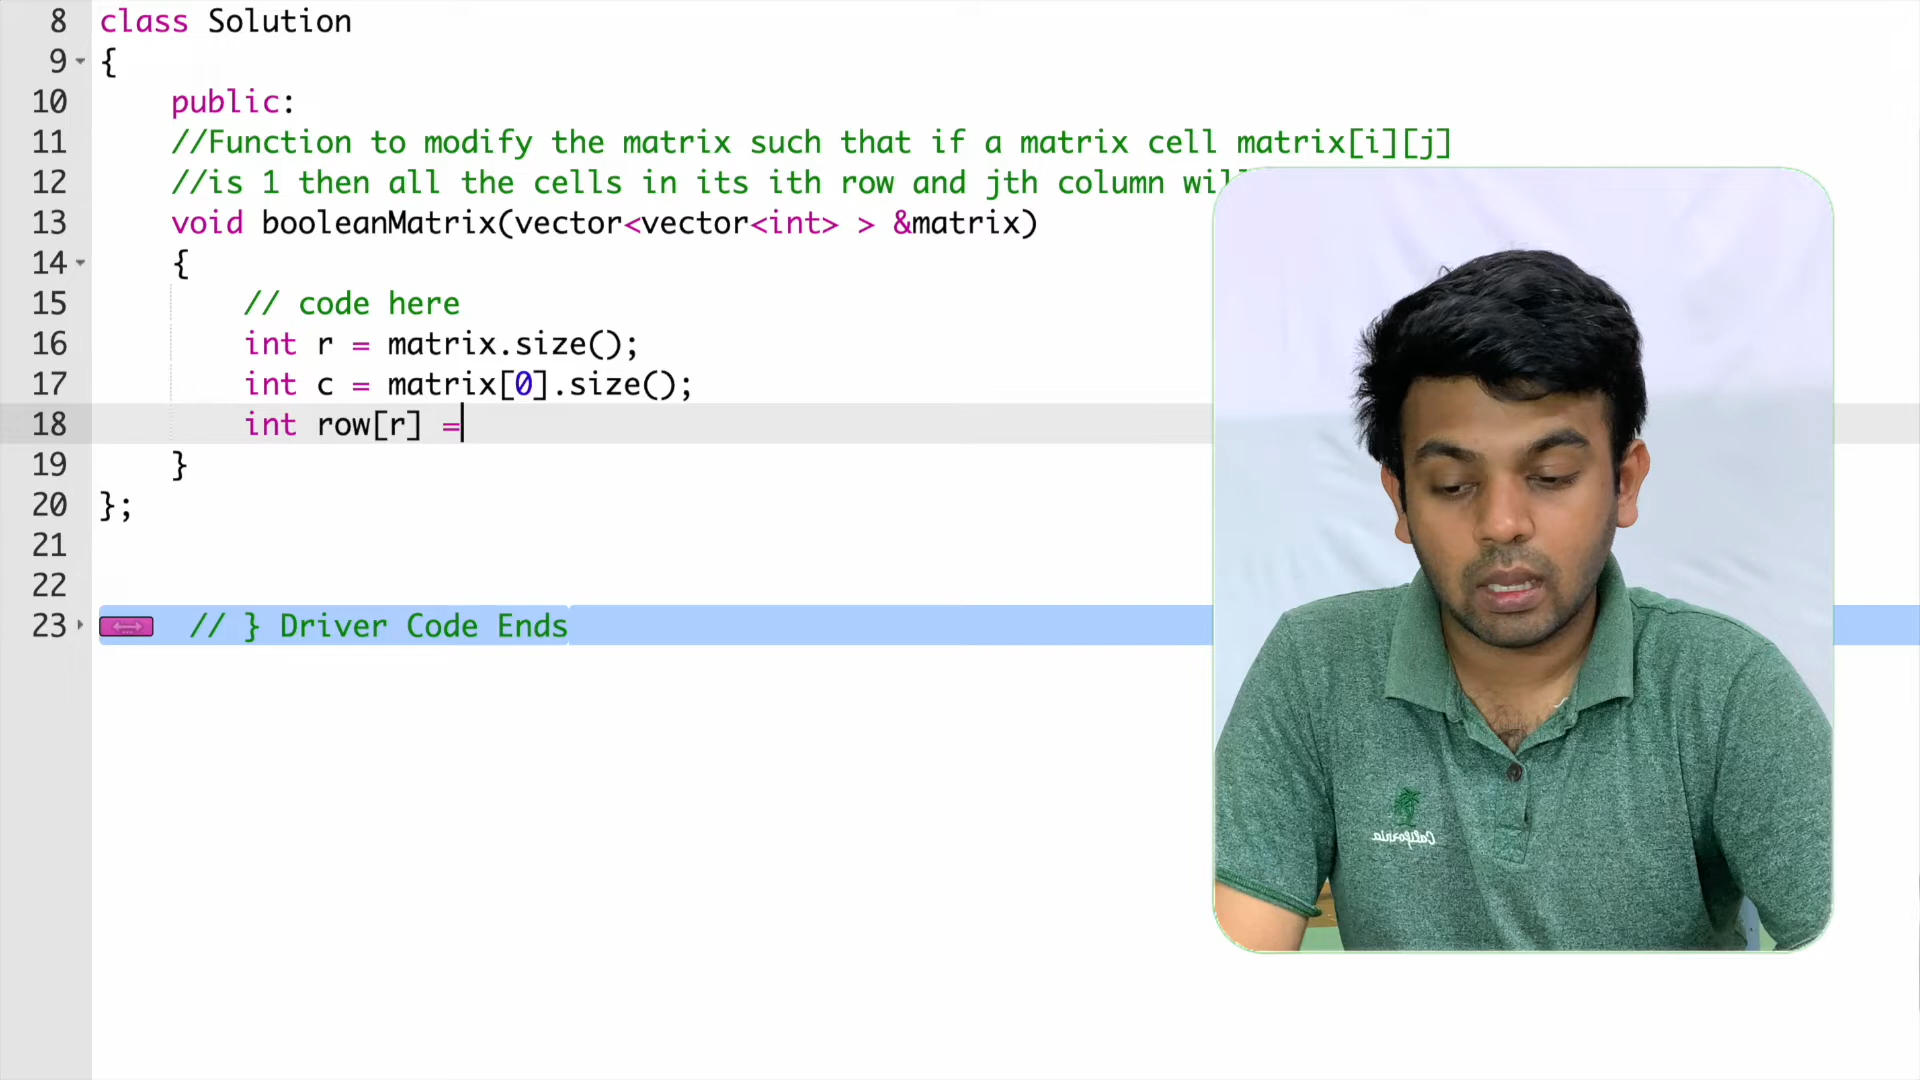 8 class Solution
9 {
10 public:
11 //Function to modify the matrix such that if a matrix cell matrix[i][j]
12 //is 1 then all the cells in its ith row and jth column wil
13 void booleanMatrix(vector<vector<int> > &matrix)
14 {
15 // code here
16 int r = matrix.size();
17 int c = matrix[0].size();
18 int row[r] =
19 }
20 };
21
22
23 // } Driver Code Ends
California